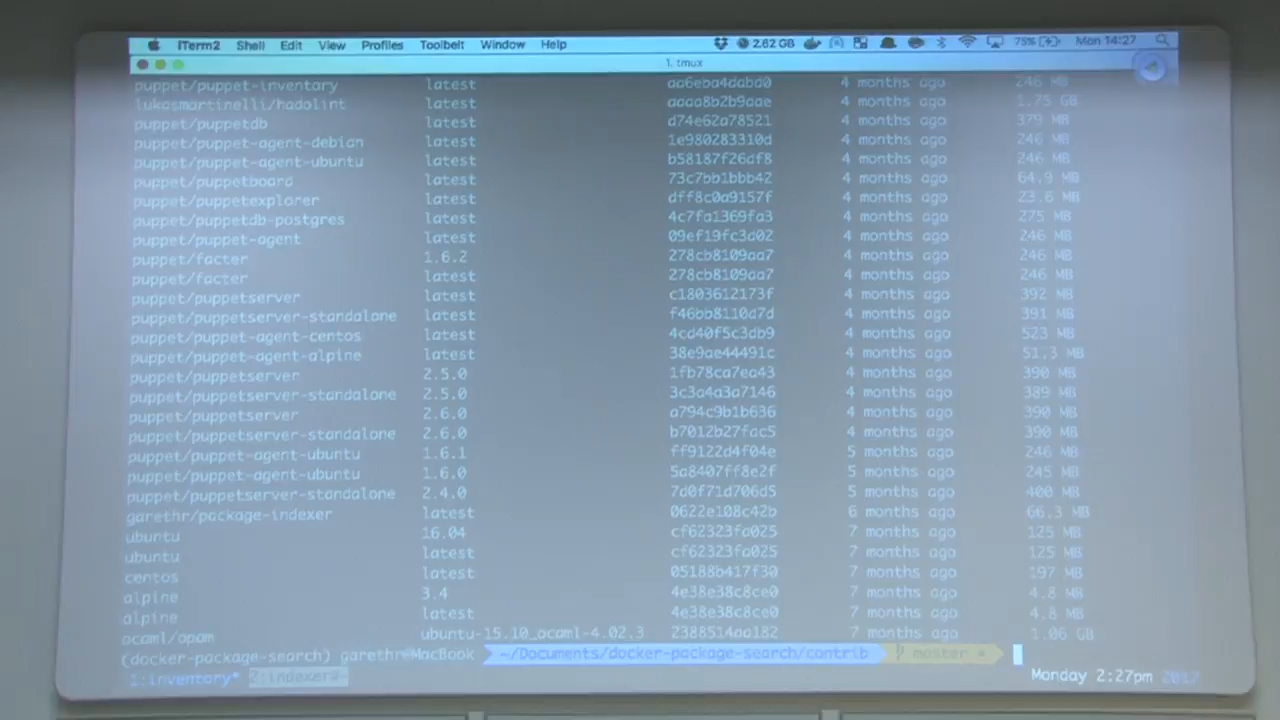 iTerm2 Shell Edit View Profiles Toolbelt Window Help 2.62 GB 75% Mon 14:27
1. tmux
puppet/puppet-inventory latest aa6eba4dabd0 4 months ago 246 MB
lukasmartinelli/hadolint latest aaaa8b2b9aae 4 months ago 1.75 GB
puppet/puppetdb latest d74e62a78521 4 months ago 379 MB
puppet/puppet-agent-debian latest 1e980283310d 4 months ago 246 MB
puppet/puppet-agent-ubuntu latest b58187f26df8 4 months ago 246 MB
puppet/puppetboard latest 73c7bb1bbb42 4 months ago 64.9 MB
puppet/puppetexplorer latest dff8c0a9157f 4 months ago 23.6 MB
puppet/puppetdb-postgres latest 4c7fa1369fa3 4 months ago 275 MB
puppet/puppet-agent latest 09ef19fc3d02 4 months ago 246 MB
puppet/facter 1.6.2 278cb8109aa7 4 months ago 246 MB
puppet/facter latest 278cb8109aa7 4 months ago 246 MB
puppet/puppetserver latest c1803612173f 4 months ago 392 MB
puppet/puppetserver-standalone latest f46bb8110d7d 4 months ago 391 MB
puppet/puppet-agent-centos latest 4cd40f5c3db9 4 months ago 523 MB
puppet/puppet-agent-alpine latest 38e9ae44491c 4 months ago 51.3 MB
puppet/puppetserver 2.5.0 1fb78ca7ea43 4 months ago 390 MB
puppet/puppetserver-standalone 2.5.0 3c3a4a3a7146 4 months ago 389 MB
puppet/puppetserver 2.6.0 a794c9b1b636 4 months ago 390 MB
puppet/puppetserver-standalone 2.6.0 b7012b27fac5 4 months ago 390 MB
puppet/puppet-agent-ubuntu 1.6.1 ff9122d4f04e 5 months ago 246 MB
puppet/puppet-agent-ubuntu 1.6.0 5a8407ff8e2f 5 months ago 245 MB
puppet/puppetserver-standalone 2.4.0 7d0f71d706d5 5 months ago 400 MB
garethr/package-indexer latest 0622e108c42b 6 months ago 66.3 MB
ubuntu 16.04 cf62323fa025 7 months ago 125 MB
ubuntu latest cf62323fa025 7 months ago 125 MB
centos latest 05188b417f30 7 months ago 197 MB
alpine 3.4 4e38e38c8ce0 7 months ago 4.8 MB
alpine latest 4e38e38c8ce0 7 months ago 4.8 MB
ocaml/opam ubuntu-15.10_ocaml-4.02.3 2388514aa182 7 months ago 1.06 GB
(docker-package-search) garethr@MacBook ~/Documents/docker-package-search/contrib master
1:inventory* 2:indexer#- Monday 2:27pm 2017